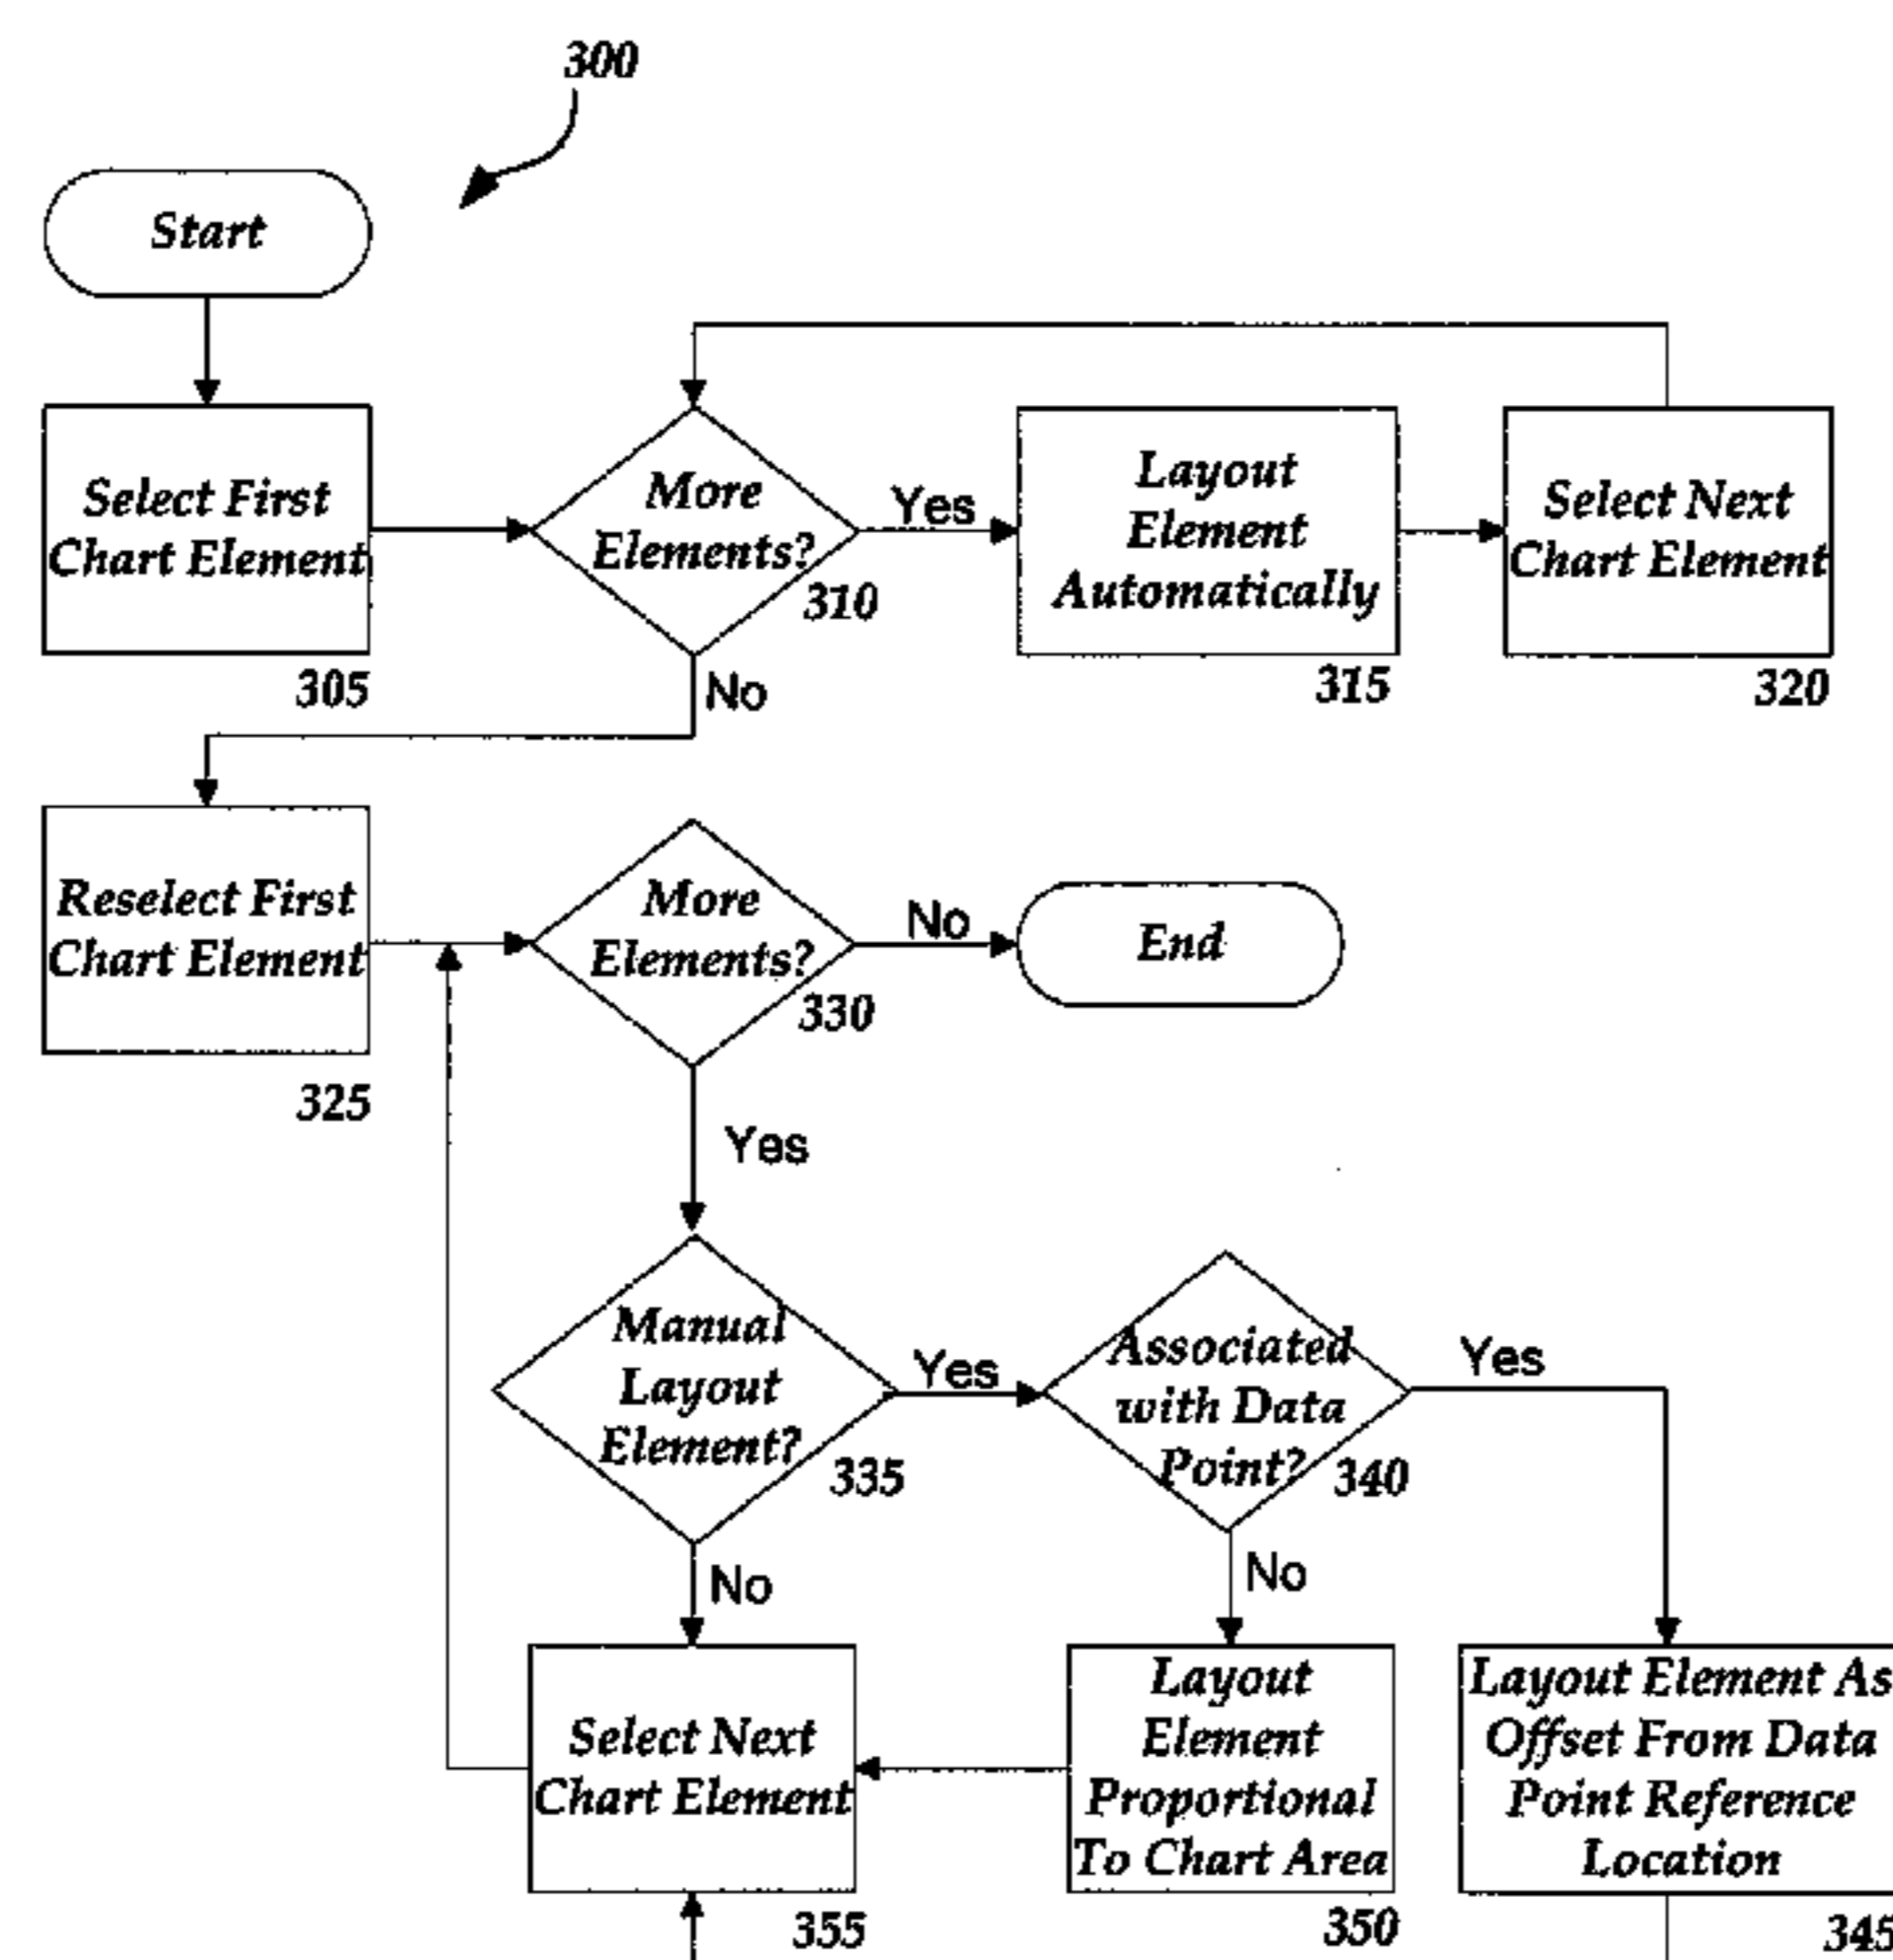 300
Start
Select First
Chart Element
305
More
Elements?
310
Yes
No
Layout
Element
Automatically
315
Select Next
Chart Element
320
Reselect First
Chart Element
325
More
Elements?
330
No
End
Yes
Manual
Layout
Element?
335
Yes
Associated
with Data
Point?
340
Yes
No
No
Select Next
Chart Element
355
Layout
Element
Proportional
To Chart Area
350
Layout Element As
Offset From Data
Point Reference
Location
345